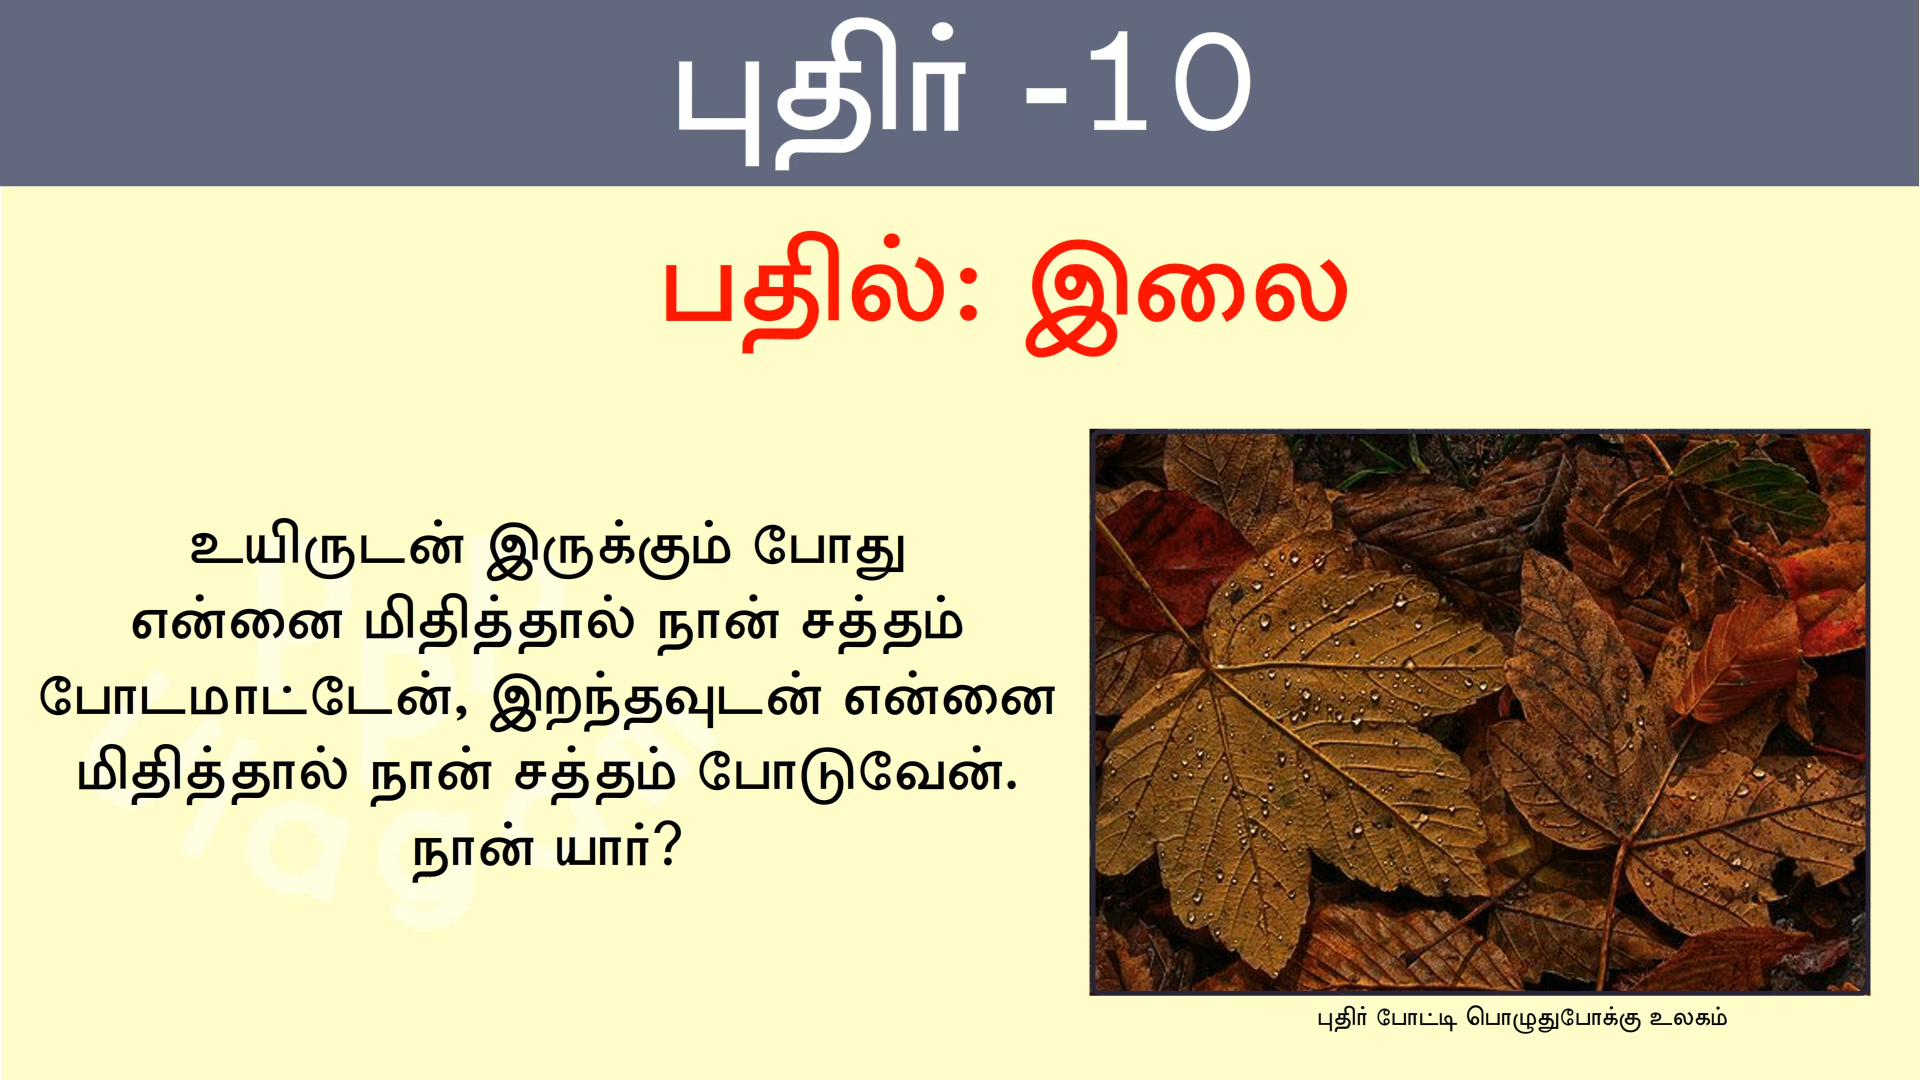 புதிர் -10
பதில்: இலை
உயிருடன் இருக்கும் போது
என்னை மிதித்தால் நான் சத்தம்
போடமாட்டேன், இறந்தவுடன் என்னை
மிதித்தால் நான் சத்தம் போடுவேன்.
நான் யார்?
புதிர் போட்டி பொழுதுபோக்கு உலகம்